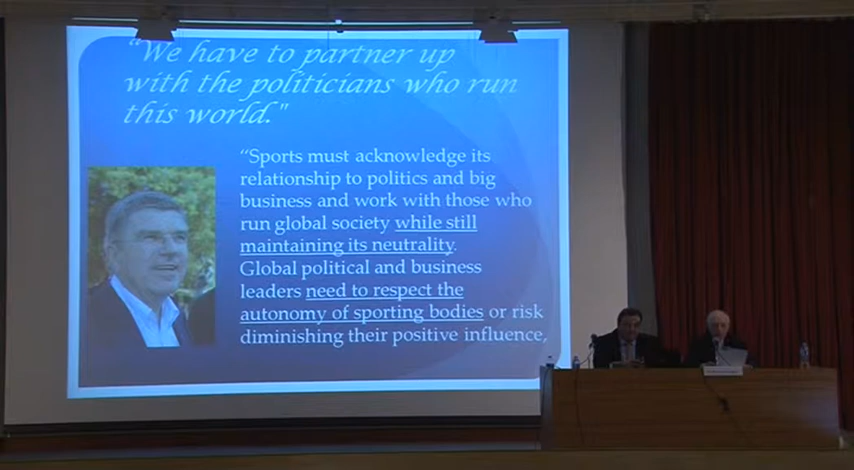 “We have to partner up
with the politicians who run
this world."
“Sports must acknowledge its
relationship to politics and big
business and work with those who
run global society while still
maintaining its neutrality.
Global political and business
leaders need to respect the
autonomy of sporting bodies or risk
diminishing their positive influence,